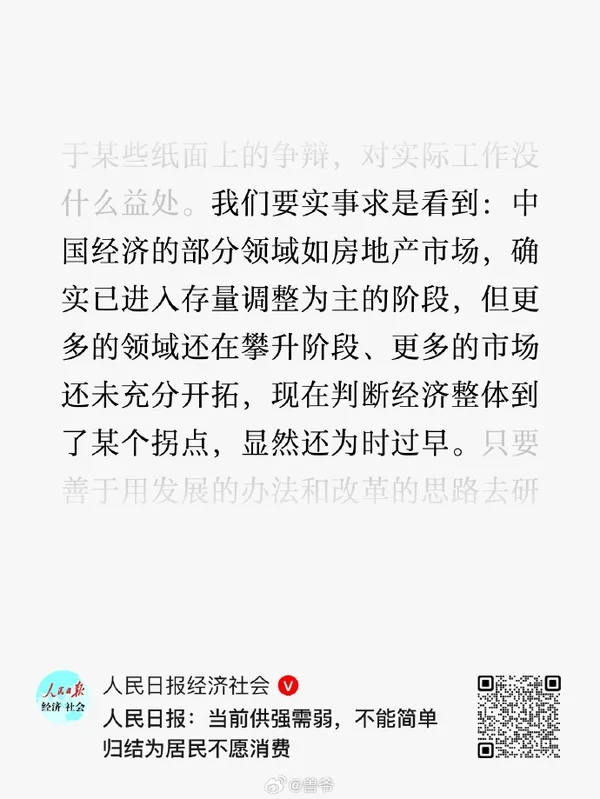 于某些纸面上的争辩，对实际工作没
什么益处。我们要实事求是看到：中
国经济的部分领域如房地产市场，确
实已进入存量调整为主的阶段，但更
多的领域还在攀升阶段、更多的市场
还未充分开拓，现在判断经济整体到
了某个拐点，显然还为时过早。只要
善于用发展的办法和改革的思路去研
人民日报
经济 社会
人民日报经济社会
人民日报：当前供强需弱，不能简单
归结为居民不愿消费
@兽爷